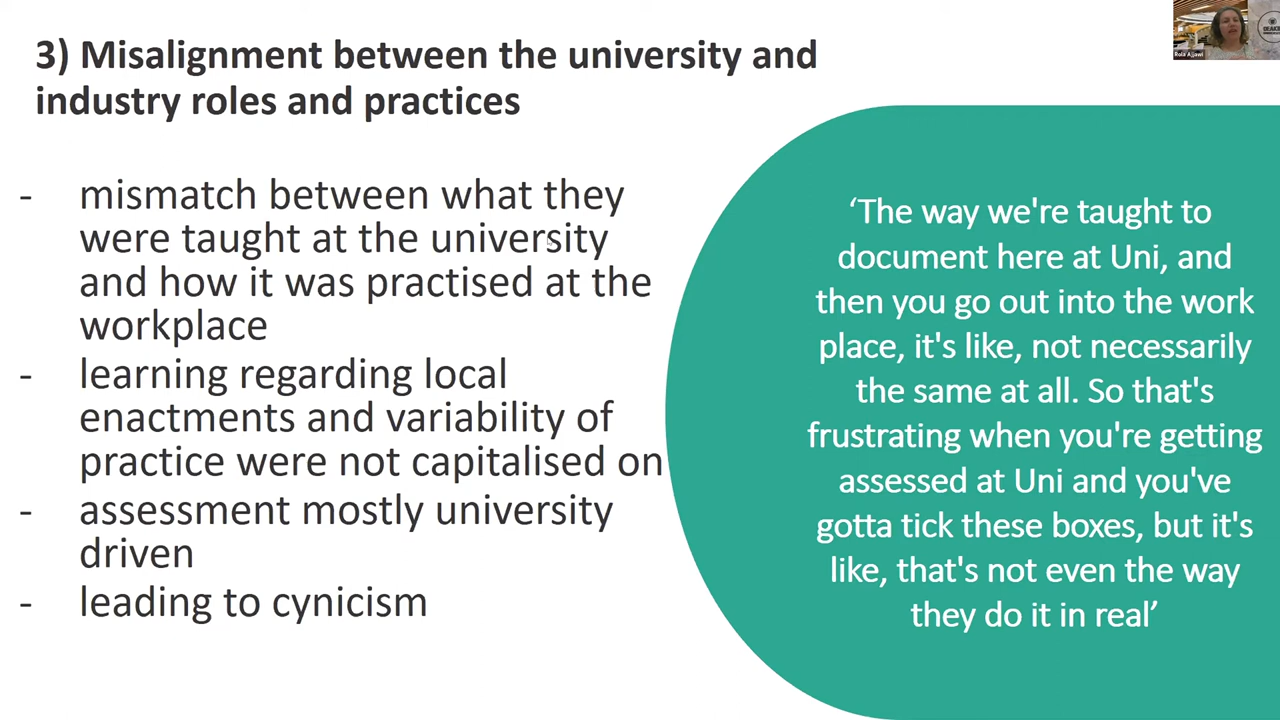 3) Misalignment between the university and
industry roles and practices
- mismatch between what they
were taught at the university
and how it was practised at the
workplace
- learning regarding local
enactments and variability of
practice were not capitalised on
- assessment mostly university
driven
- leading to cynicism
‘The way we're taught to
document here at Uni, and
then you go out into the work
place, it's like, not necessarily
the same at all. So that's
frustrating when you're getting
assessed at Uni and you've
gotta tick these boxes, but it's
like, that's not even the way
they do it in real’
Rola Ajjawi